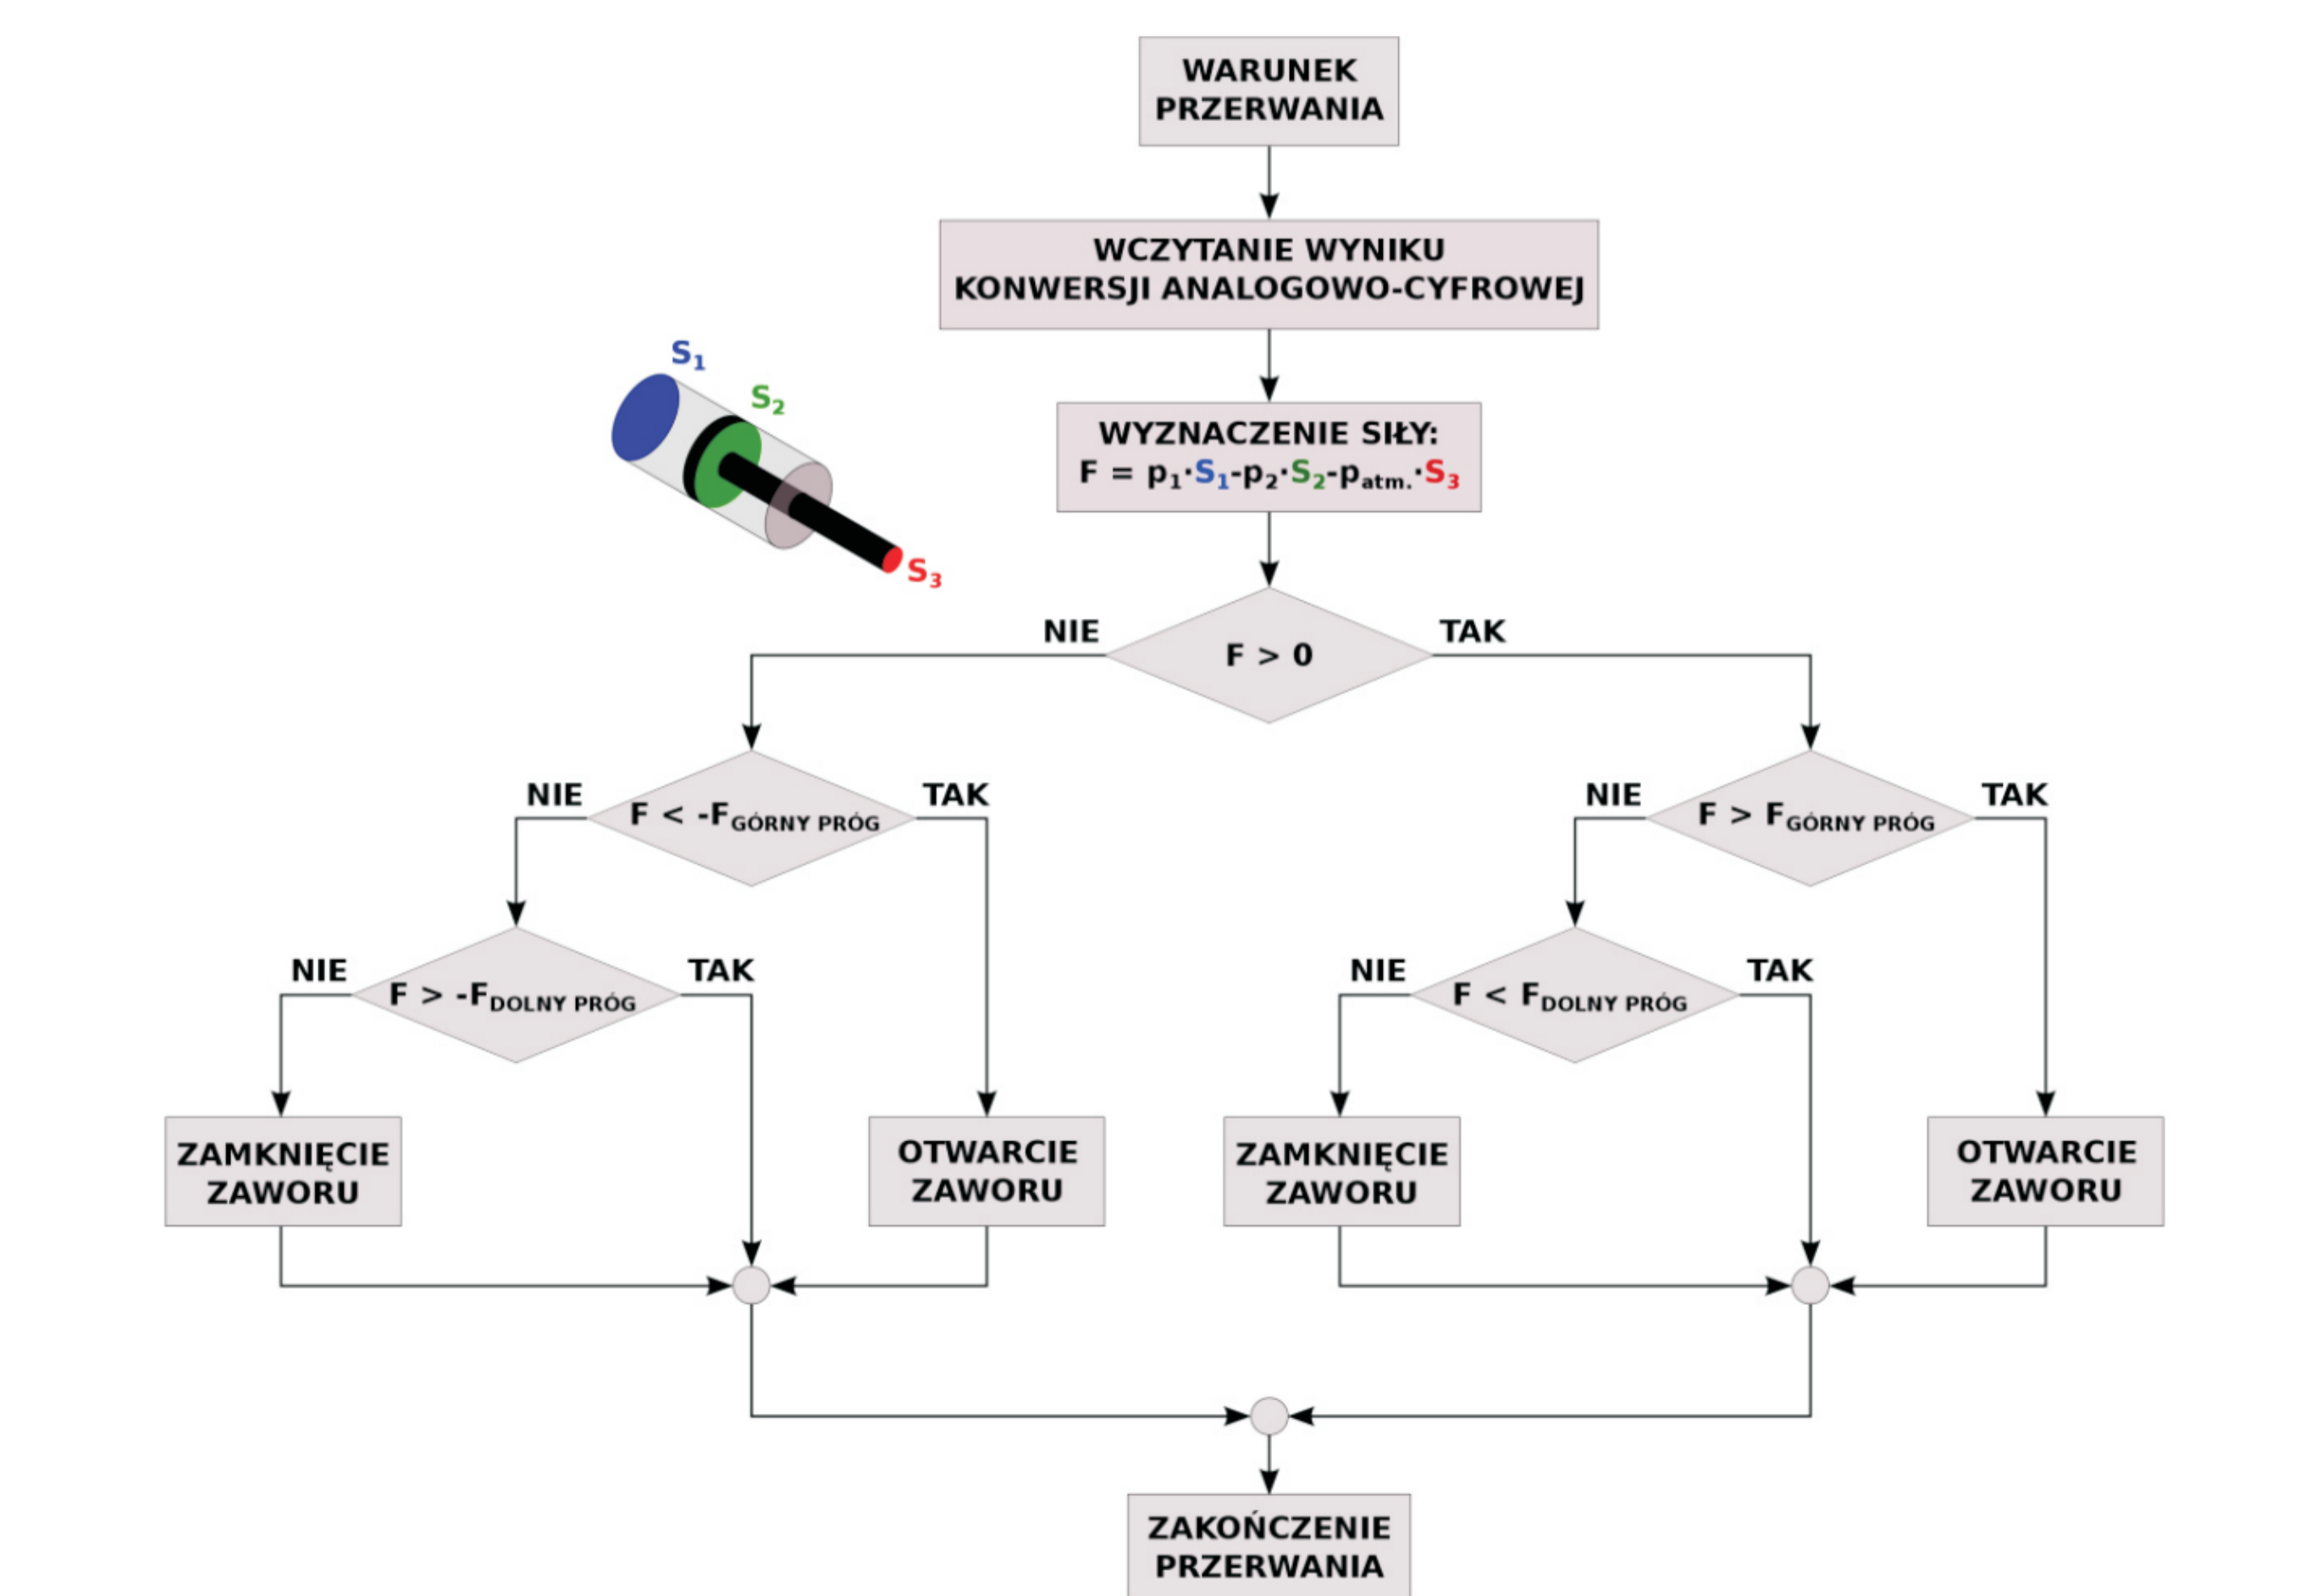 WARUNEK
PRZERWANIA
WCZYTANIE WYNIKU
KONWERSJI ANALOGOWO-CYFROWEJ
S₁
S₂
S₃
WYZNACZENIE SIŁY:
F = p₁·S₁-p₂·S₂-pₐₜₘ.·S₃
NIE
F > 0
TAK
NIE
F < -FGÓRNY PRÓG
TAK
NIE
F > FGÓRNY PRÓG
TAK
NIE
F > -FDOLNY PRÓG
TAK
NIE
F < FDOLNY PRÓG
TAK
ZAMKNIĘCIE
ZAWORU
OTWARCIE
ZAWORU
ZAMKNIĘCIE
ZAWORU
OTWARCIE
ZAWORU
ZAKOŃCZENIE
PRZERWANIA